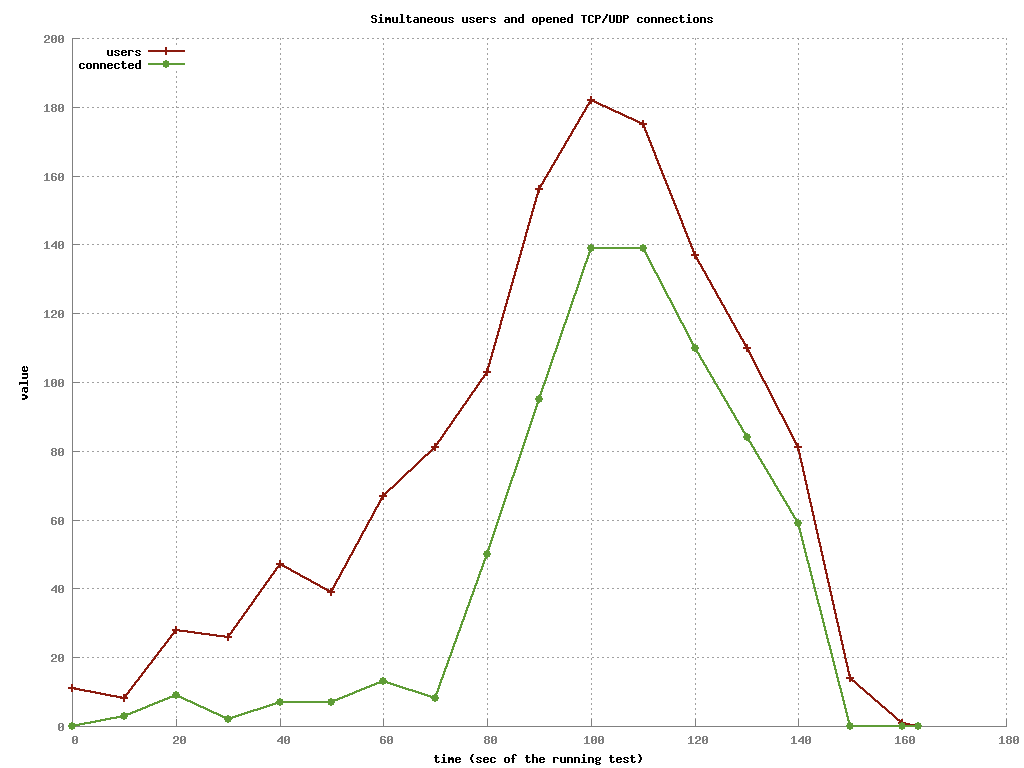 Simultaneous users and opened TCP/UDP connections
200
users
connected
180
160
140
120
100
value
80
60
40
20
0
0 20 40 60 80 100 120 140 160 180
time (sec of the running test)